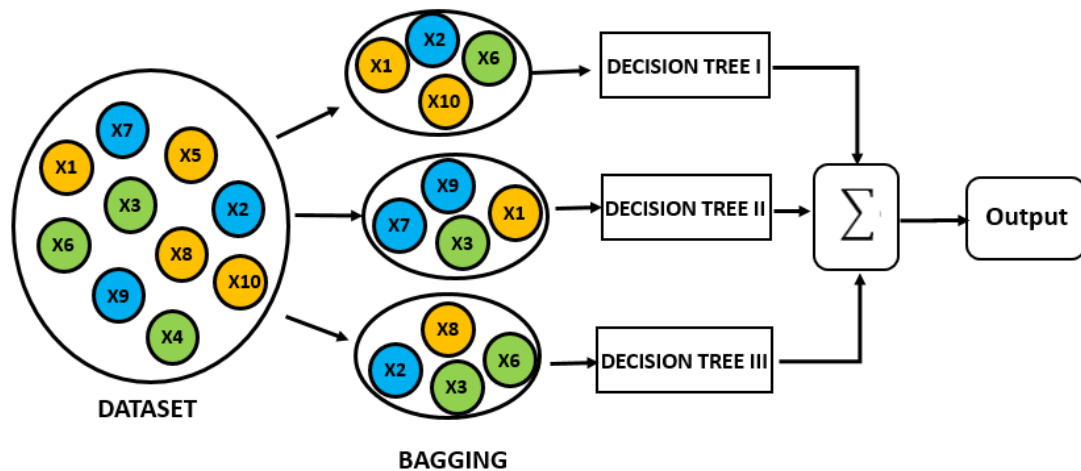 X7
X1
X5
X3
X2
X6
X8
X10
X9
X4
DATASET
X1
X2
X6
X10
X9
X7
X1
X3
X8
X2
X6
X3
BAGGING
DECISION TREE I
DECISION TREE II
DECISION TREE III
∑
Output